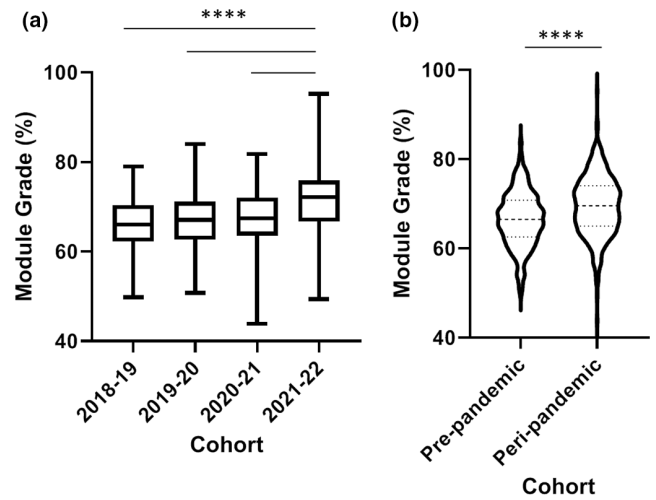 (a)
****
Module Grade (%)
100
80
60
40
2018-19
2019-20
2020-21
2021-22
Cohort
(b)
****
Module Grade (%)
100
80
60
40
Pre-pandemic
Peri-pandemic
Cohort